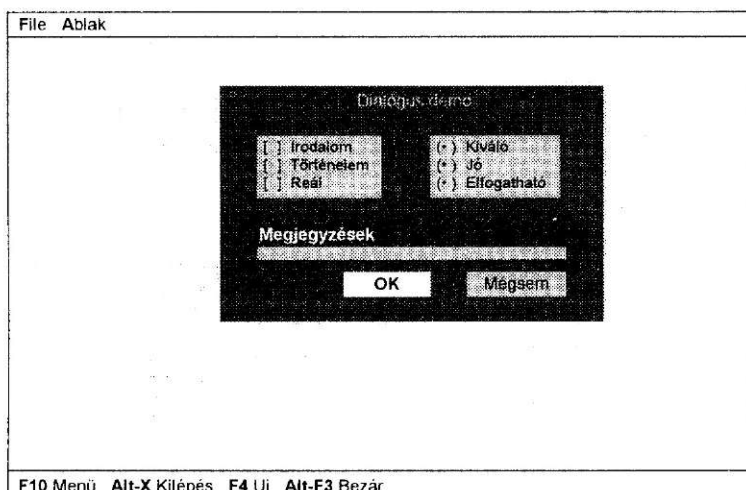 File Ablak
Dialógus demo
[ ] Irodalom
[ ] Történelem
[ ] Reál
(•) Kiváló
(•) Jó
(•) Elfogatható
Megjegyzések
OK Mégsem
F10 Menü Alt-X Kilépés F4 Uj Alt-F3 Bezár